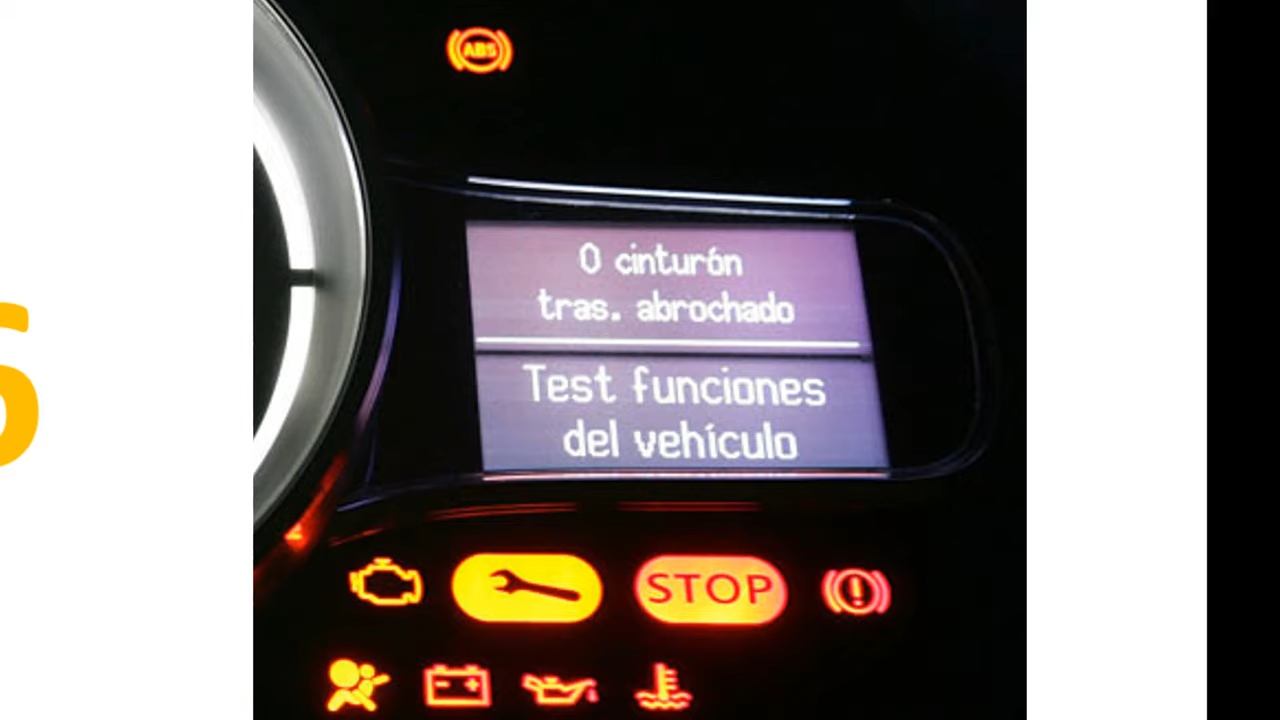 ABS
0 cinturón
tras. abrochado
Test funciones
del vehículo
STOP